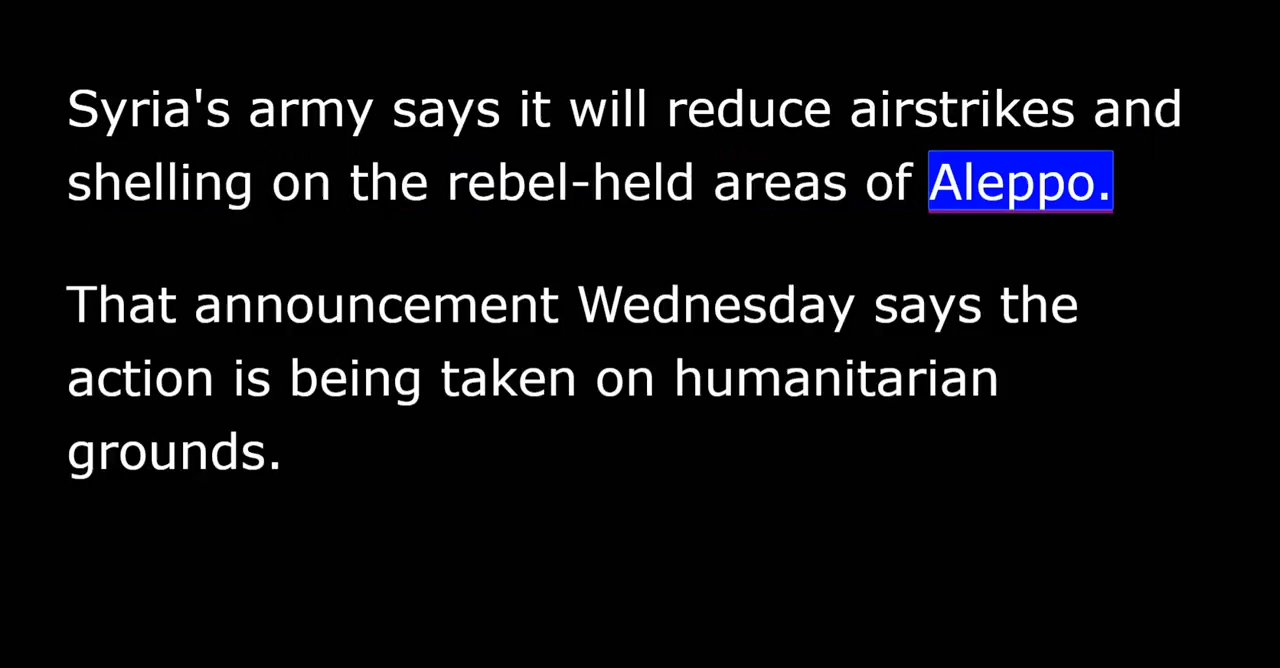 Syria's army says it will reduce airstrikes and
shelling on the rebel-held areas of Aleppo.
That announcement Wednesday says the
action is being taken on humanitarian
grounds.